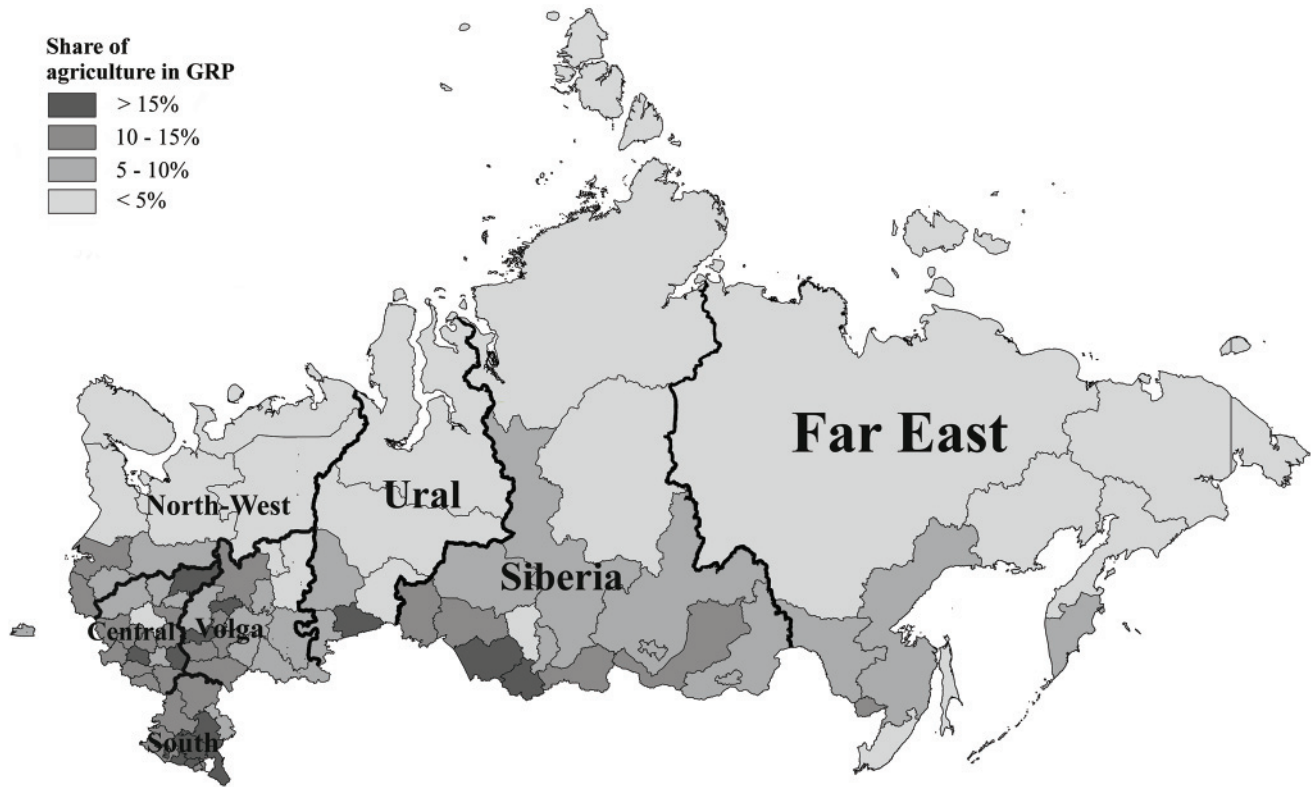 Share of
agriculture in GRP
> 15%
10 - 15%
5 - 10%
< 5%
Far East
Ural
North-West
Siberia
Central
Volga
South